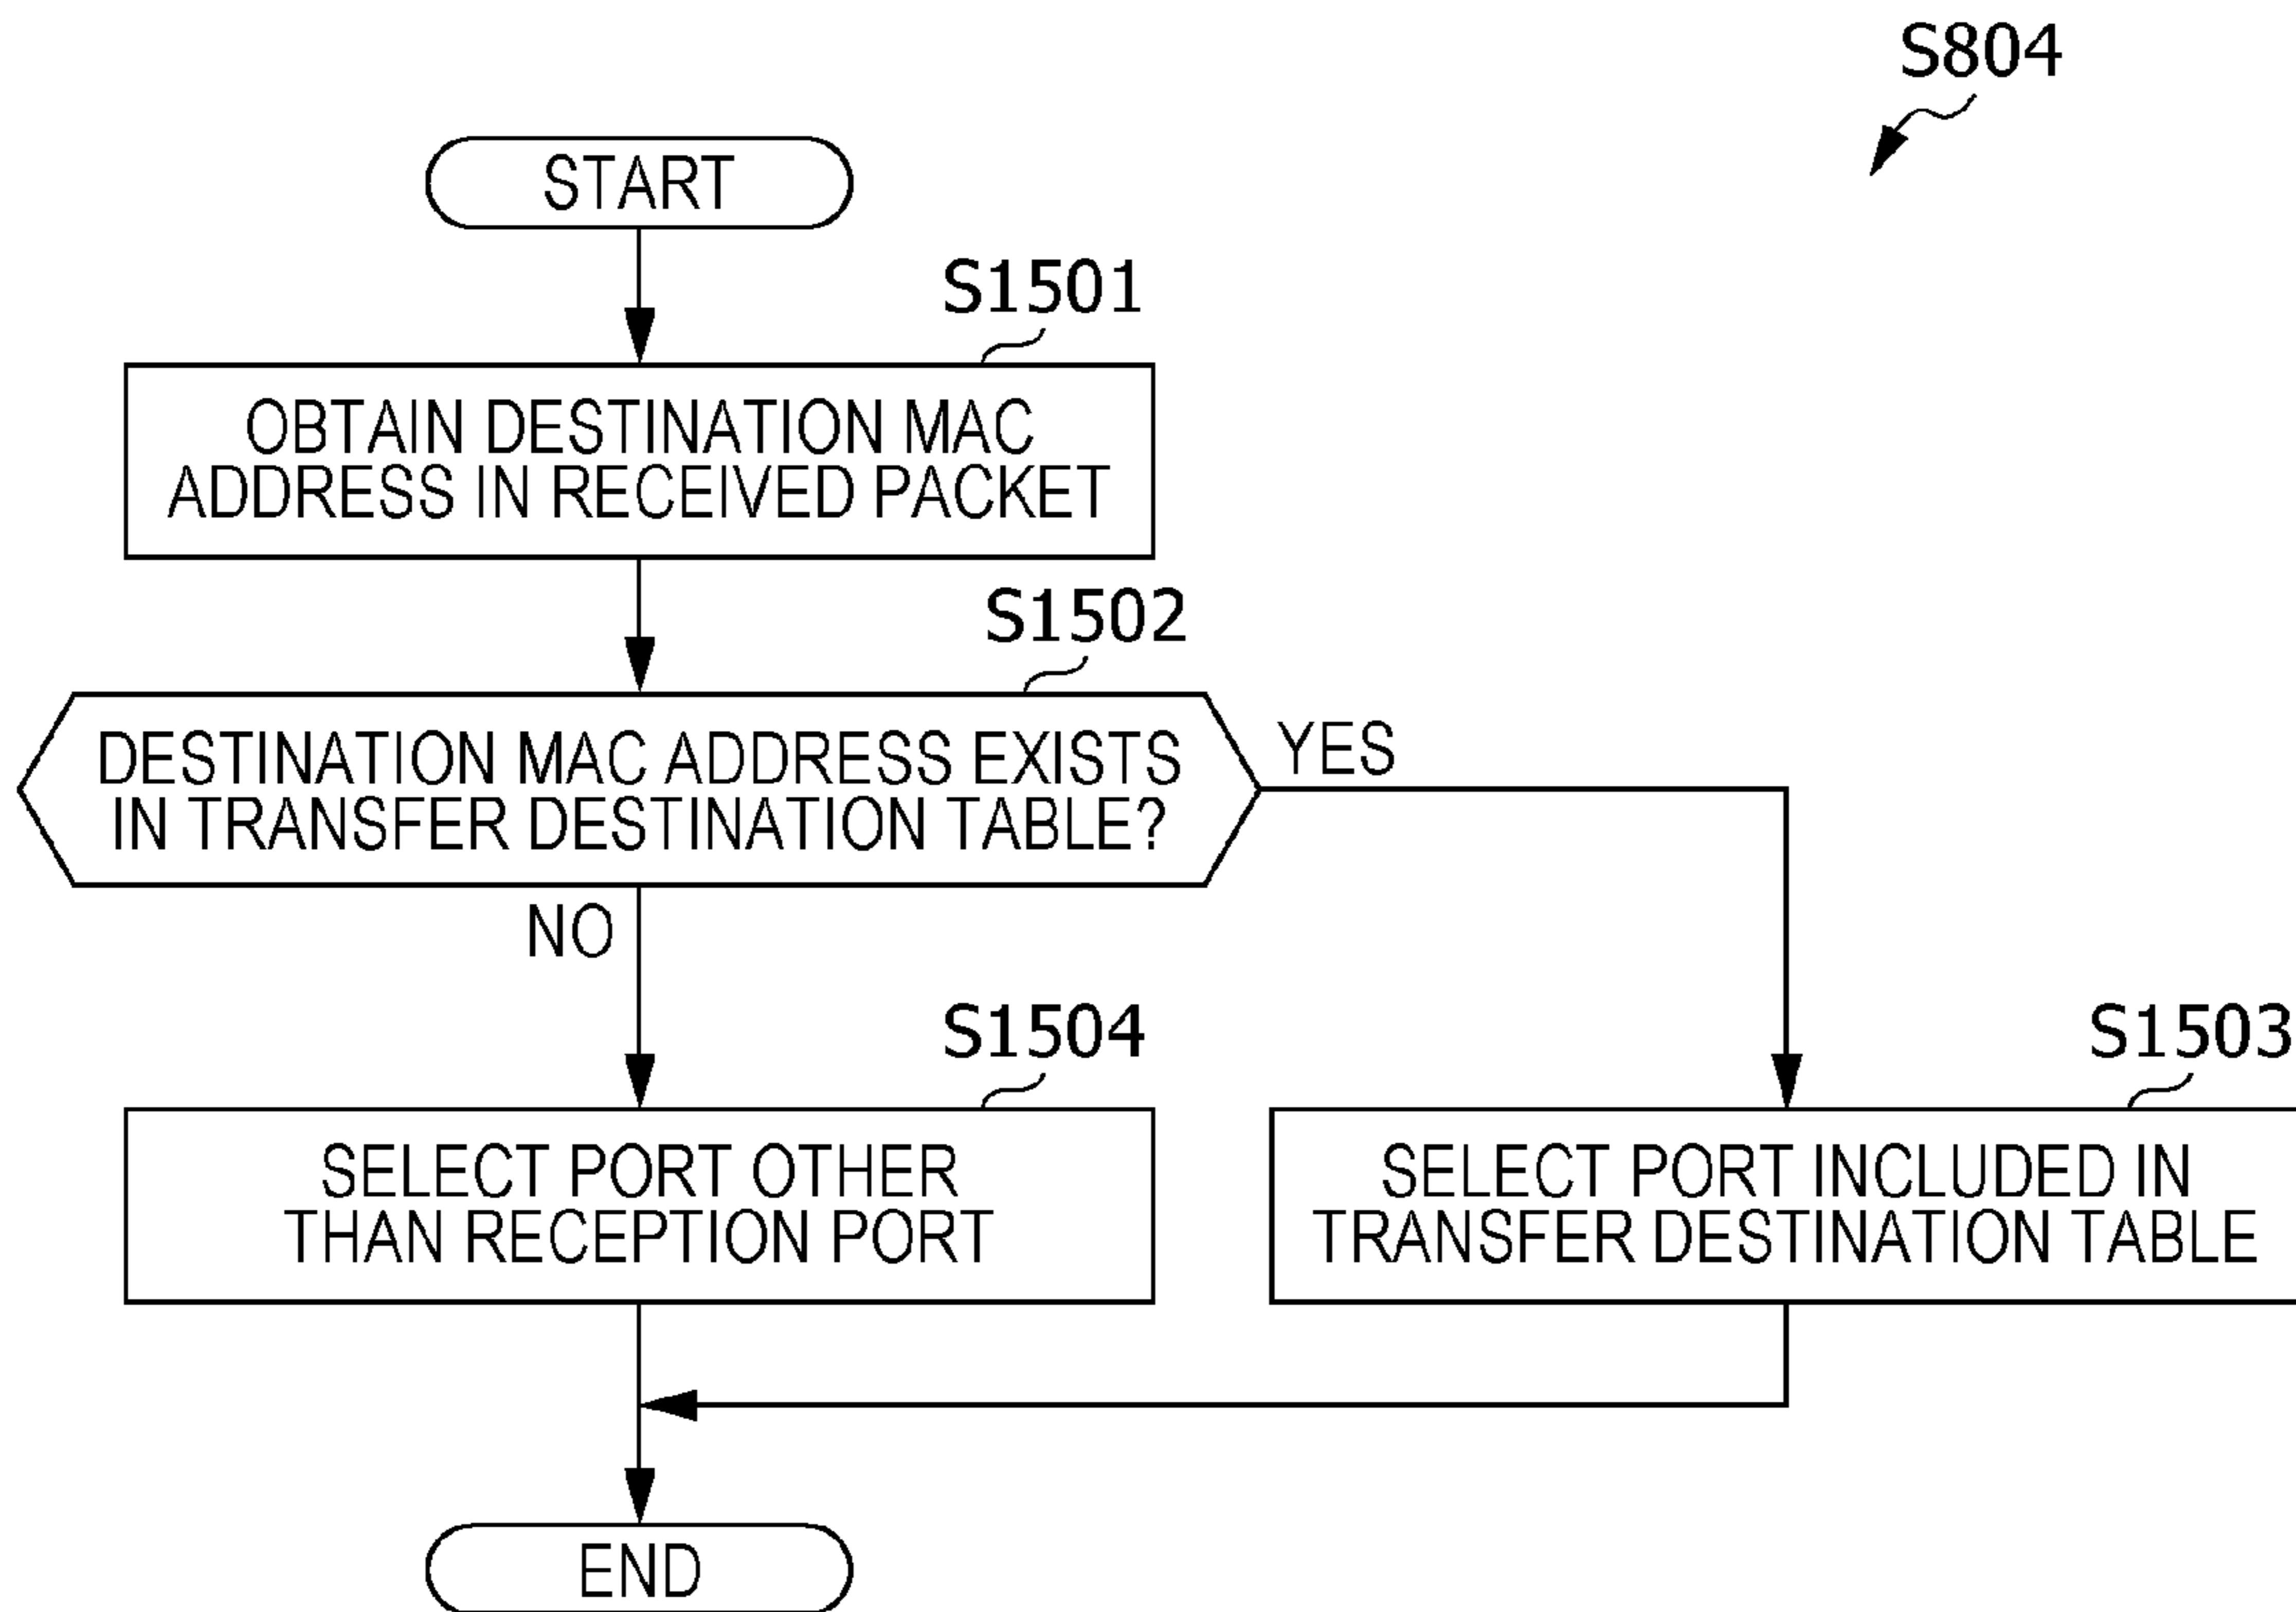 S804
START
S1501
OBTAIN DESTINATION MAC
ADDRESS IN RECEIVED PACKET
S1502
DESTINATION MAC ADDRESS EXISTS
IN TRANSFER DESTINATION TABLE?
YES
NO
S1504
SELECT PORT OTHER
THAN RECEPTION PORT
S1503
SELECT PORT INCLUDED IN
TRANSFER DESTINATION TABLE
END